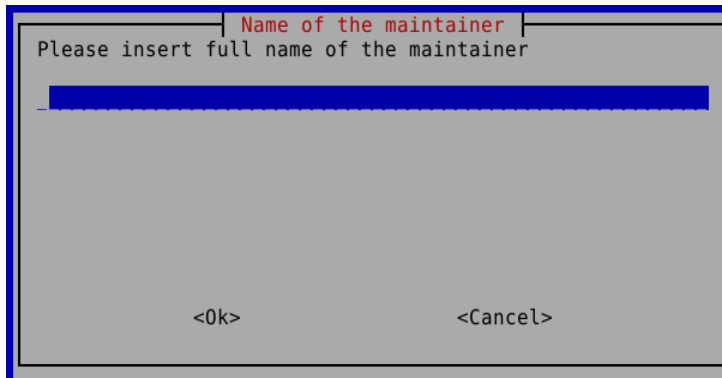 Name of the maintainer
Please insert full name of the maintainer
<Ok> <Cancel>